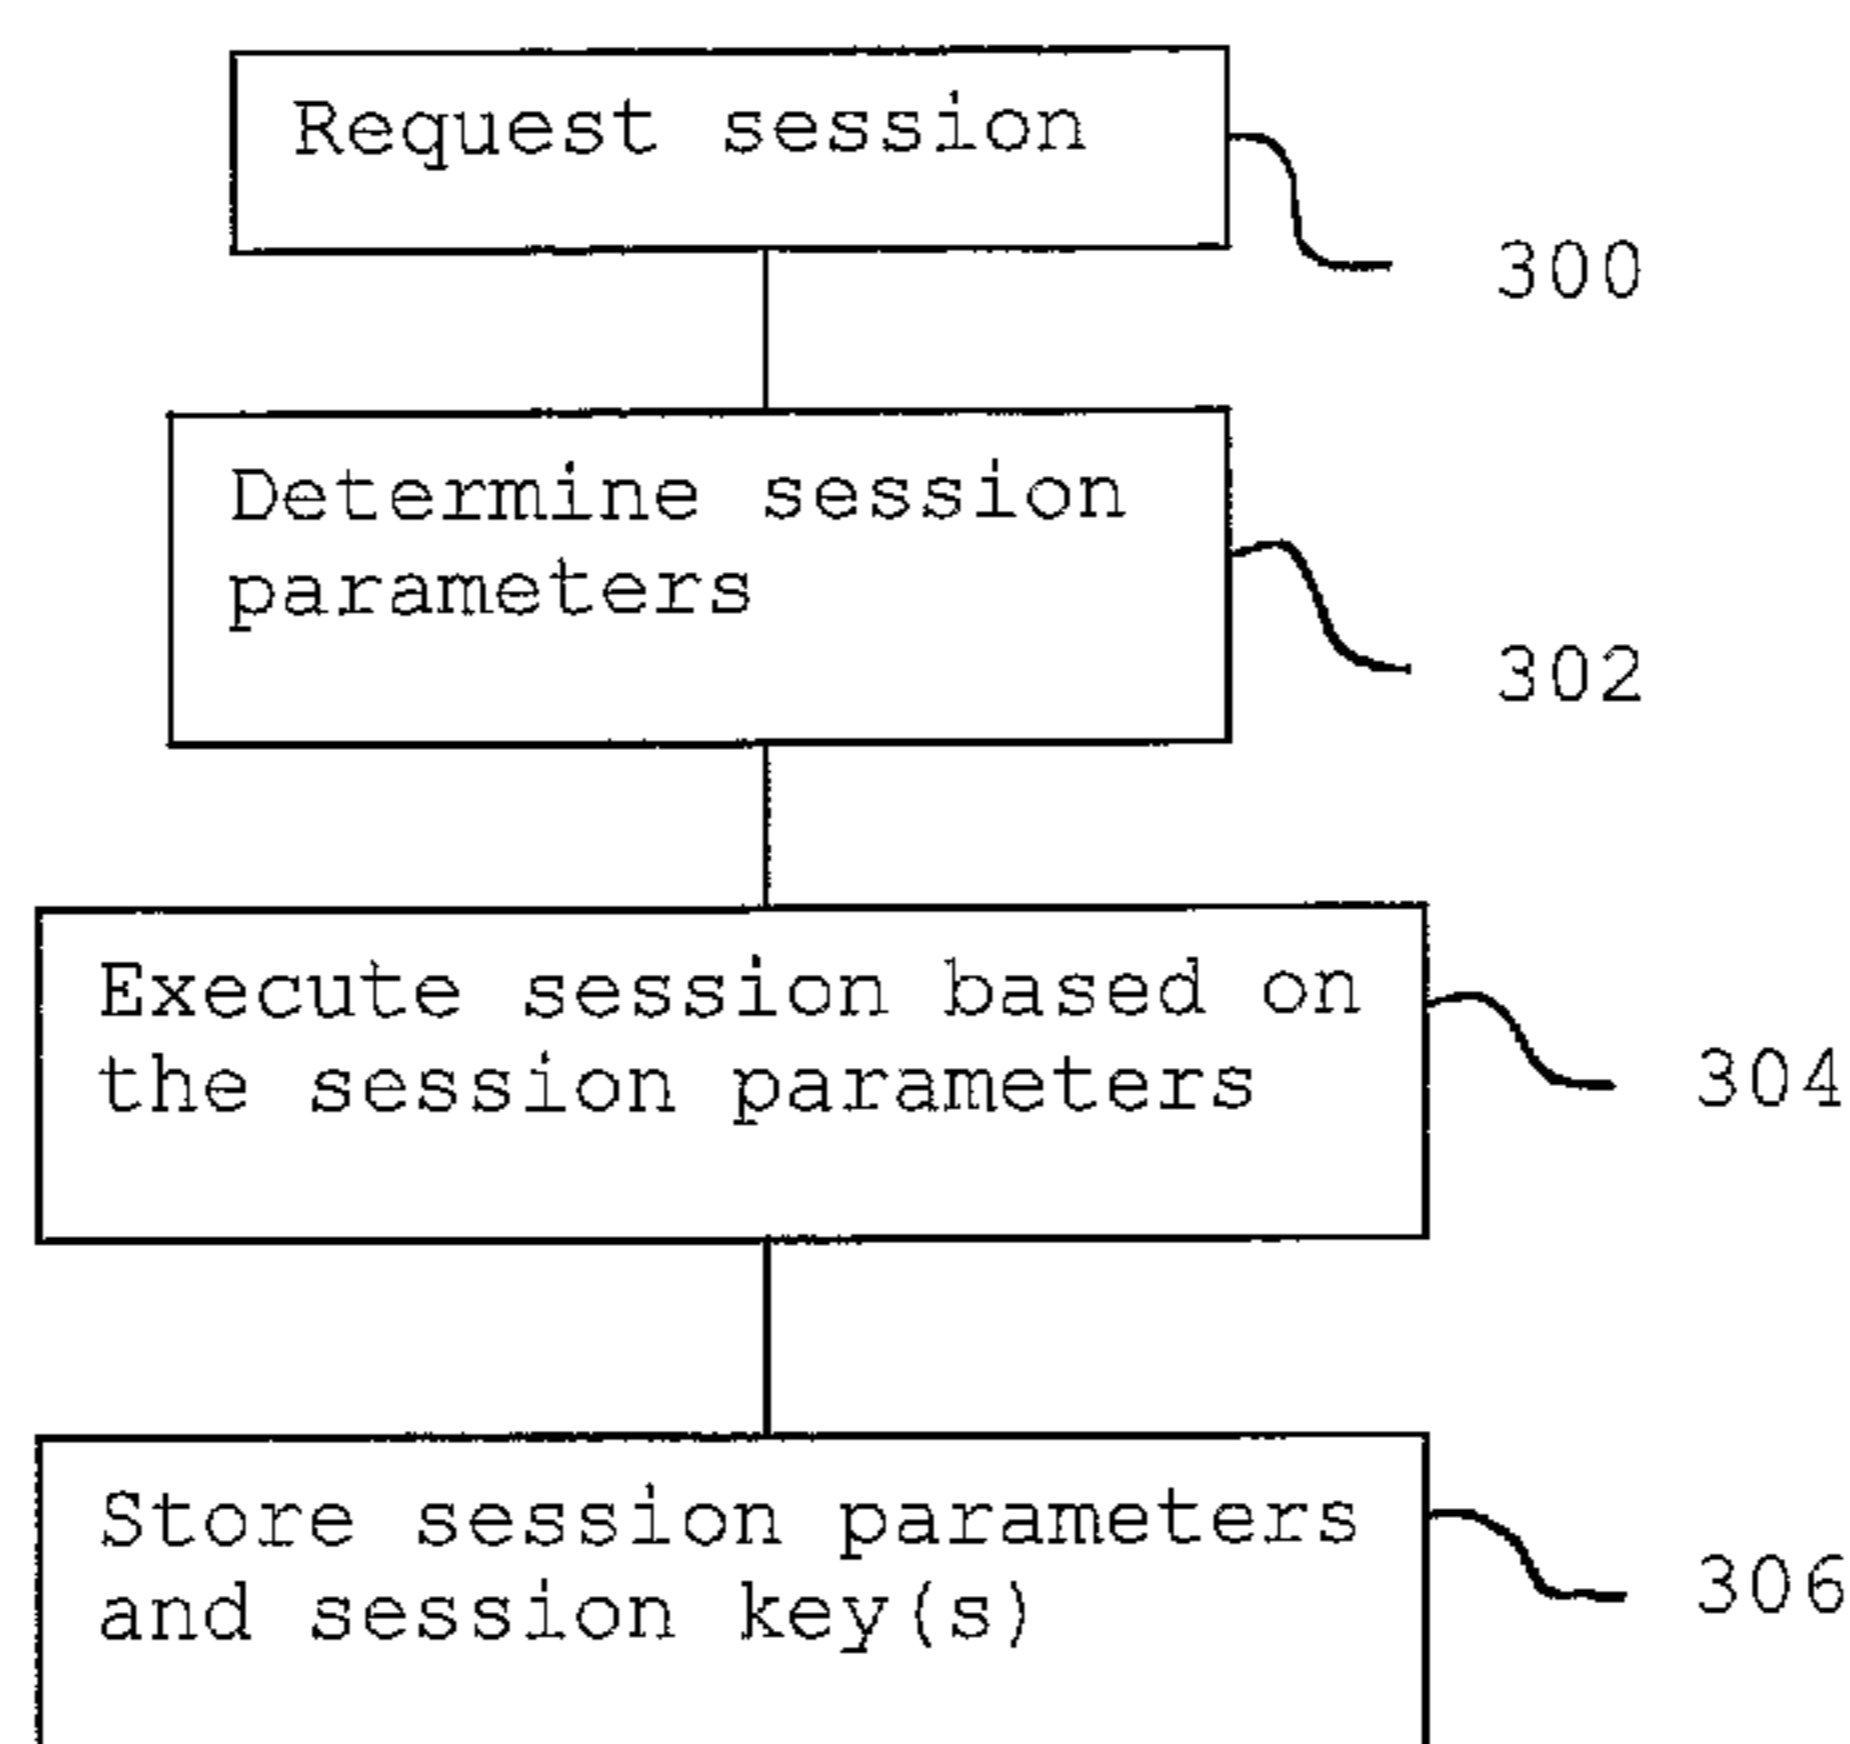 Request session
300
Determine session
parameters
302
Execute session based on
the session parameters
304
Store session parameters
and session key(s)
306